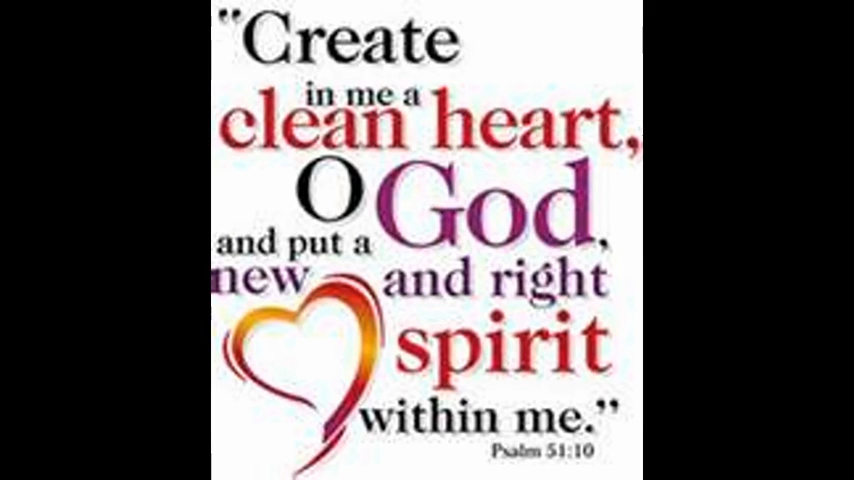 “Create
in me a
clean heart,
O God,
and put a
new and right
spirit
within me.”
Psalm 51:10